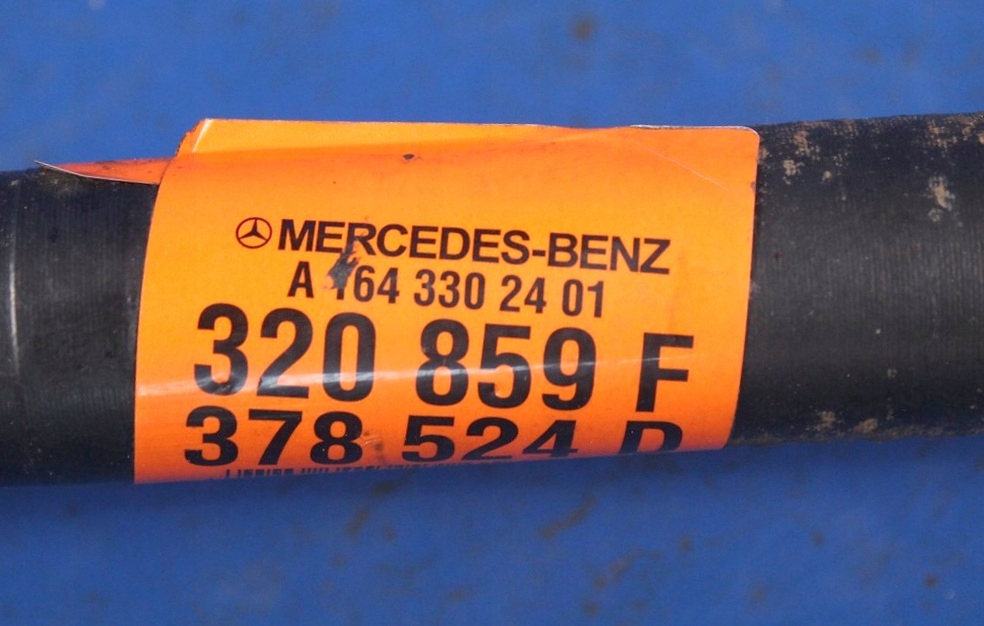 MERCEDES-BENZ
A 164 330 24 01
320 859 F
378 524 D